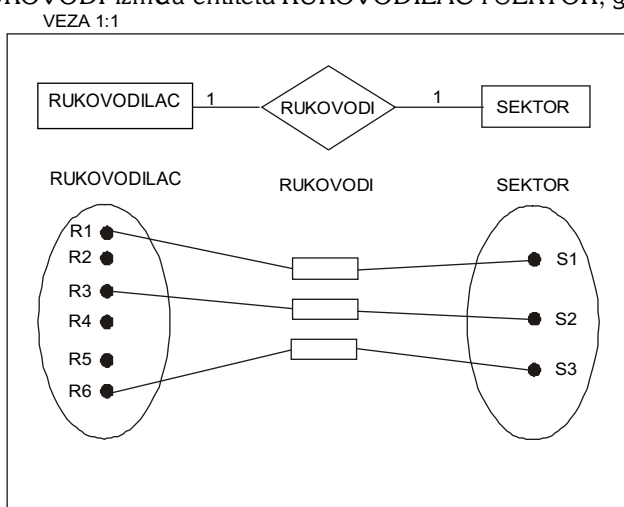 RUKOVODI između entiteta RUKOVODILAC i SEKTOR, g
VEZA 1:1
RUKOVODILAC 1 RUKOVODI 1 SEKTOR
RUKOVODILAC RUKOVODI SEKTOR
R1
R2 S1
R3
R4 S2
R5 S3
R6